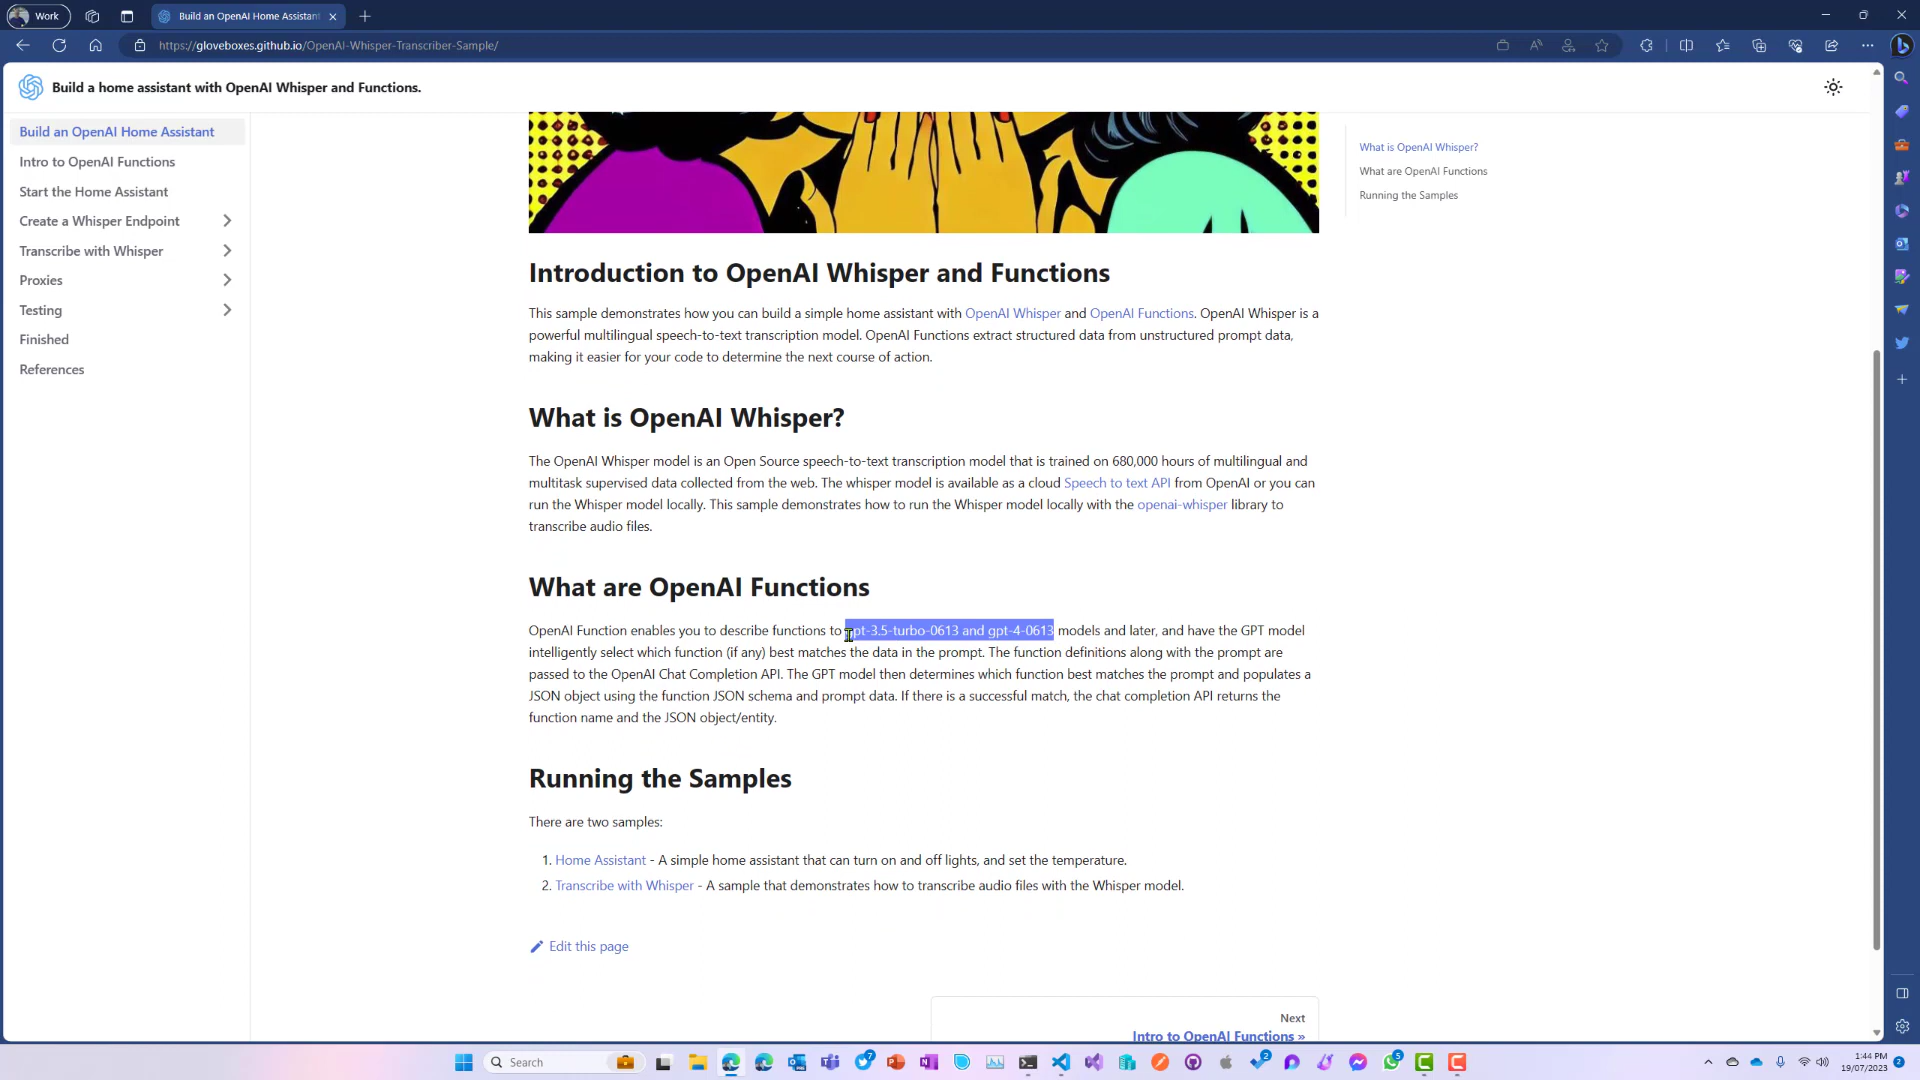 Work
Build an OpenAI Home Assistant
https://gloveboxes.github.io/OpenAI-Whisper-Transcriber-Sample/
Build a home assistant with OpenAI Whisper and Functions.
Build an OpenAI Home Assistant
Intro to OpenAI Functions
Start the Home Assistant
Create a Whisper Endpoint
Transcribe with Whisper
Proxies
Testing
Finished
References
What is OpenAI Whisper?
What are OpenAI Functions
Running the Samples
Introduction to OpenAI Whisper and Functions
This sample demonstrates how you can build a simple home assistant with OpenAI Whisper and OpenAI Functions. OpenAI Whisper is a
powerful multilingual speech-to-text transcription model. OpenAI Functions extract structured data from unstructured prompt data,
making it easier for your code to determine the next course of action.
What is OpenAI Whisper?
The OpenAI Whisper model is an Open Source speech-to-text transcription model that is trained on 680,000 hours of multilingual and
multitask supervised data collected from the web. The whisper model is available as a cloud Speech to text API from OpenAI or you can
run the Whisper model locally. This sample demonstrates how to run the Whisper model locally with the openai-whisper library to
transcribe audio files.
What are OpenAI Functions
OpenAI Function enables you to describe functions to gpt-3.5-turbo-0613 and gpt-4-0613 models and later, and have the GPT model
intelligently select which function (if any) best matches the data in the prompt. The function definitions along with the prompt are
passed to the OpenAI Chat Completion API. The GPT model then determines which function best matches the prompt and populates a
JSON object using the function JSON schema and prompt data. If there is a successful match, the chat completion API returns the
function name and the JSON object/entity.
Running the Samples
There are two samples:
1. Home Assistant - A simple home assistant that can turn on and off lights, and set the temperature.
2. Transcribe with Whisper - A sample that demonstrates how to transcribe audio files with the Whisper model.
Edit this page
Next
Intro to OpenAI Functions »
Search
7
2
5
1:44 PM
19/07/2023
2